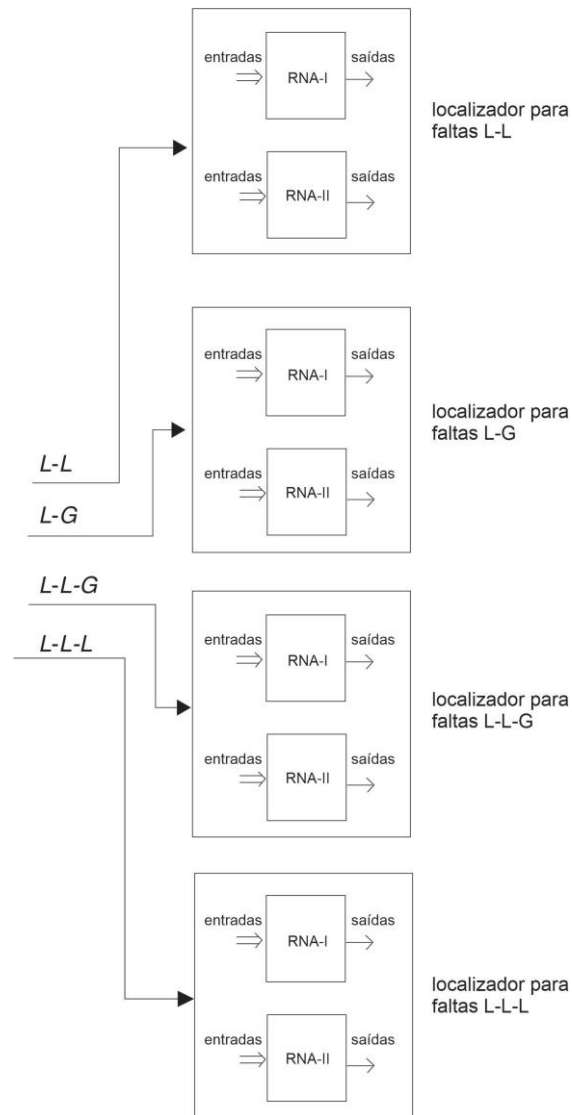 entradas
RNA-I
saídas
entradas
RNA-II
saídas
localizador para
faltas L-L
entradas
RNA-I
saídas
entradas
RNA-II
saídas
localizador para
faltas L-G
L-L
L-G
L-L-G
L-L-L
entradas
RNA-I
saídas
entradas
RNA-II
saídas
localizador para
faltas L-L-G
entradas
RNA-I
saídas
entradas
RNA-II
saídas
localizador para
faltas L-L-L